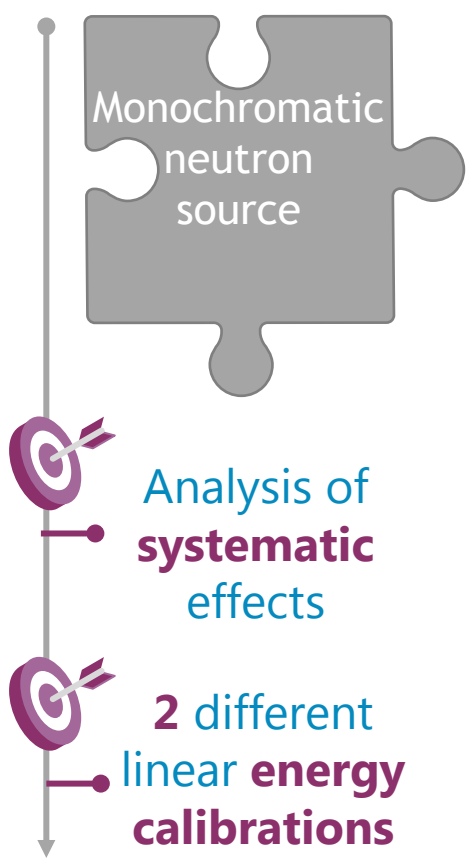 Monochromatic
neutron
source
Analysis of
systematic
effects
2 different
linear energy
calibrations